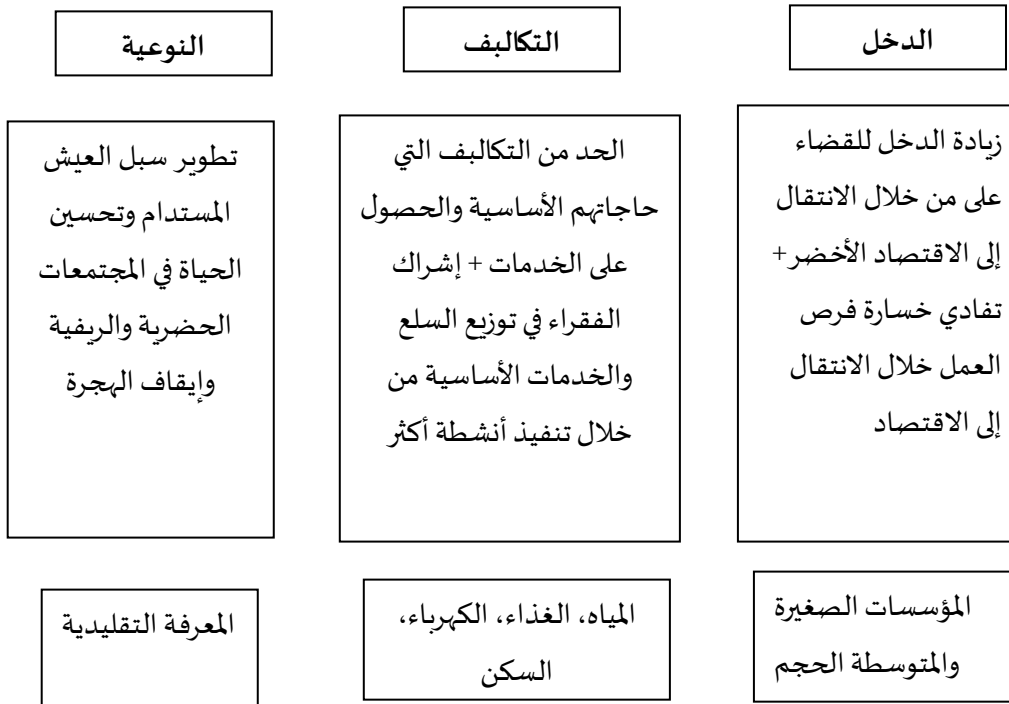 الدخل
التكالبف
النوعية
زيادة الدخل للقضاء
على من خلال الانتقال
إلى الاقتصاد الأخضر+
تفادي خسارة فرص
العمل خلال الانتقال
إلى الاقتصاد
الحد من التكالبف التي
حاجاتهم الأساسية والحصول
على الخدمات + إشراك
الفقراء في توزيع السلع
والخدمات الأساسية من
خلال تنفيذ أنشطة أكثر
تطوير سبل العيش
المستدام وتحسين
الحياة في المجتمعات
الحضرية والريفية
وإيقاف الهجرة
المؤسسات الصغيرة
والمتوسطة الحجم
المياه، الغذاء، الكهرباء،
السكن
المعرفة التقليدية